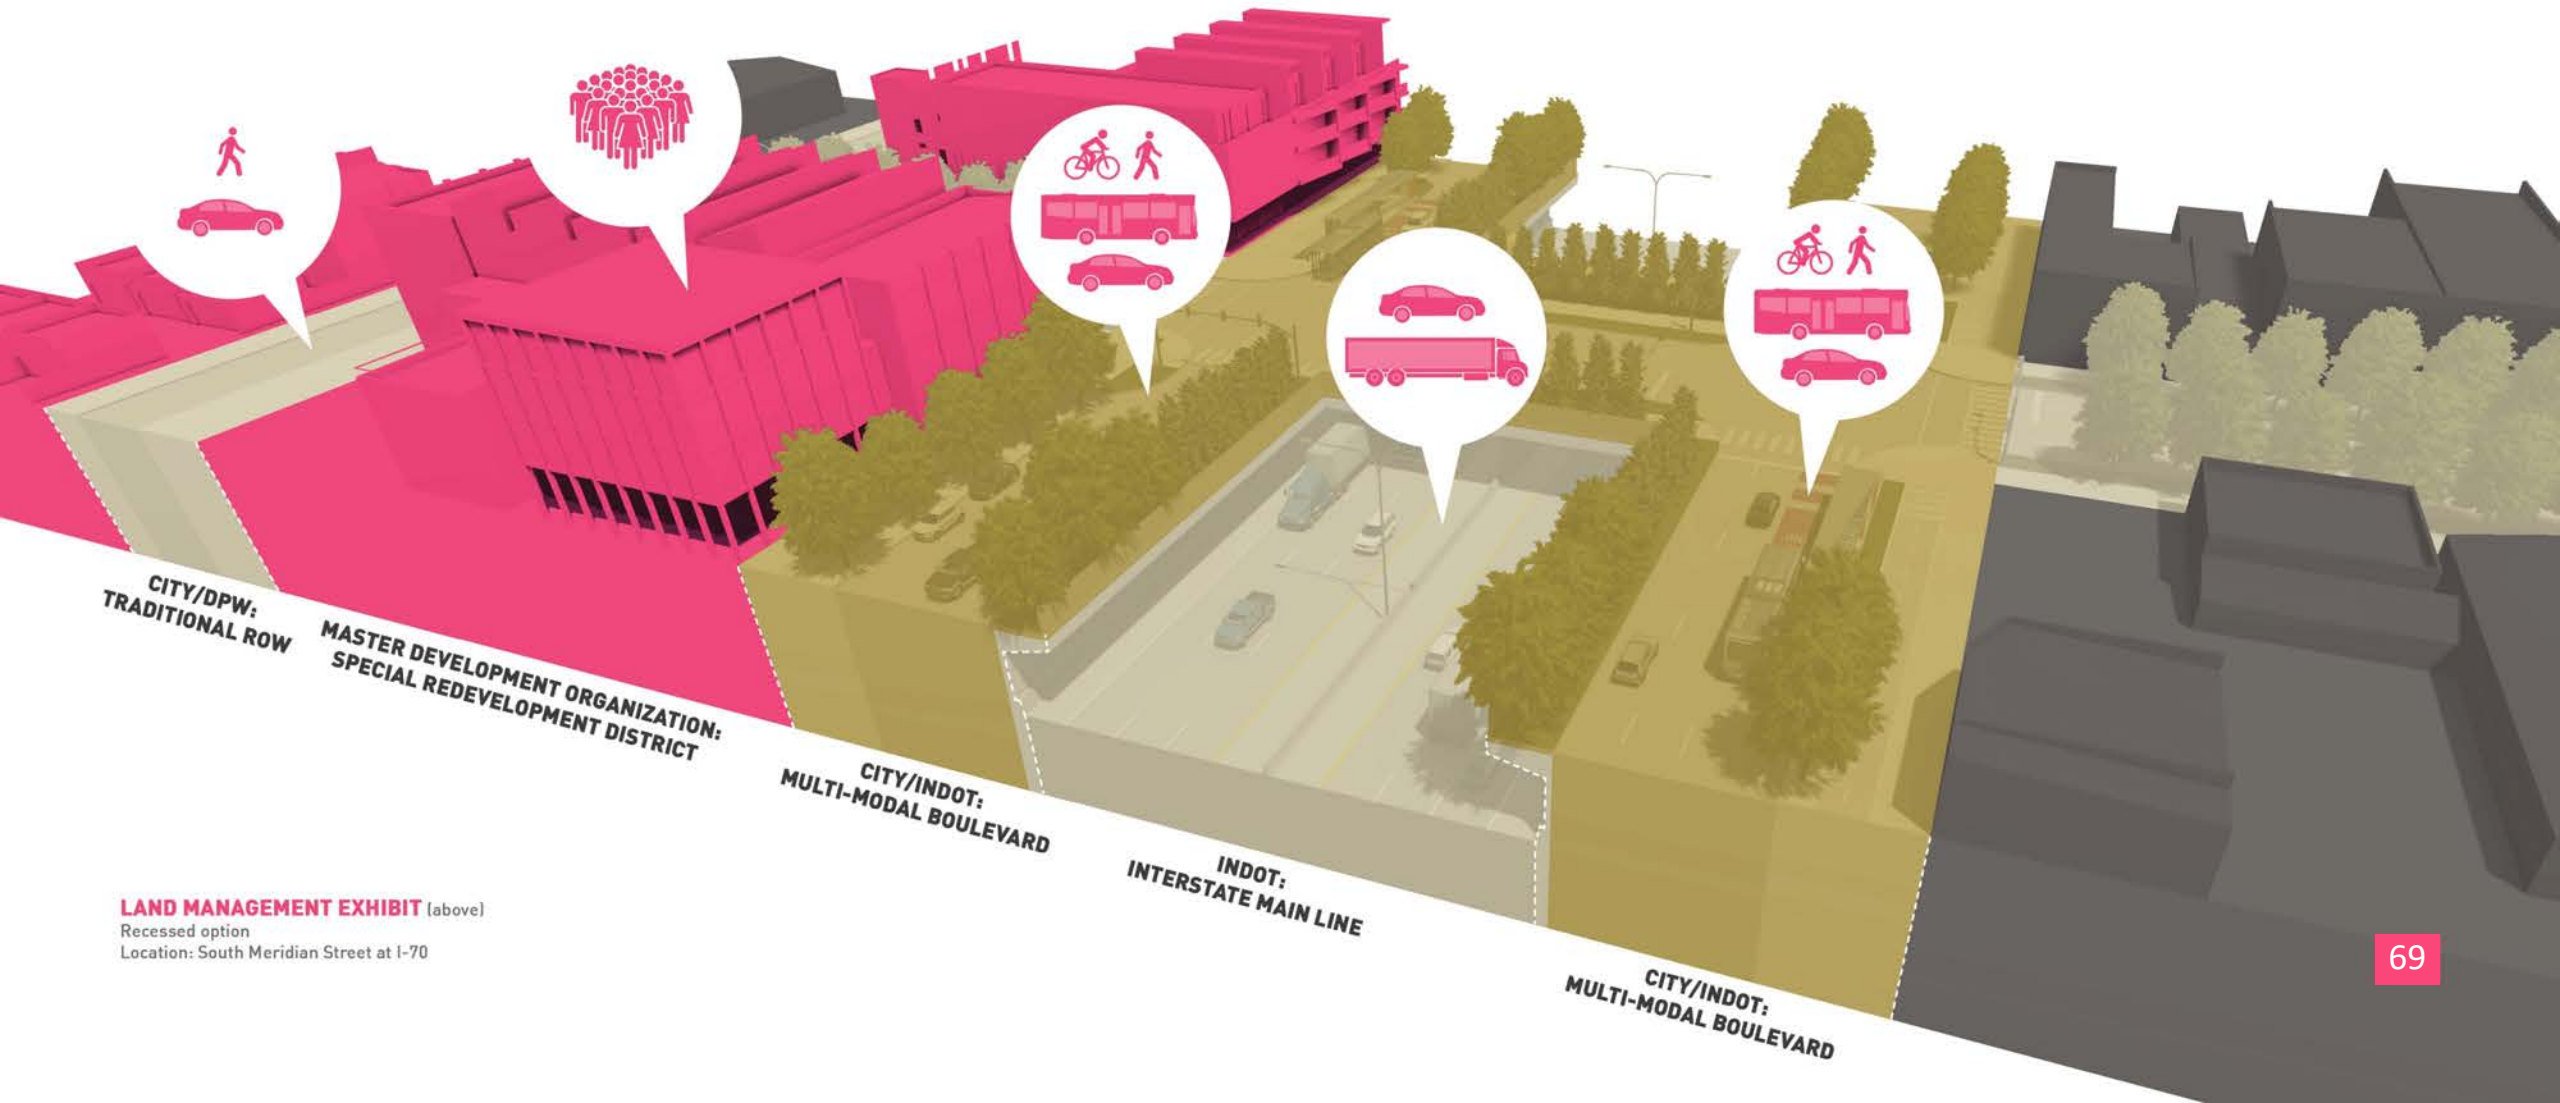 CITY/DPW:
TRADITIONAL ROW
MASTER DEVELOPMENT ORGANIZATION:
SPECIAL REDEVELOPMENT DISTRICT
CITY/INDOT:
MULTI-MODAL BOULEVARD
INDOT:
INTERSTATE MAIN LINE
CITY/INDOT:
MULTI-MODAL BOULEVARD
LAND MANAGEMENT EXHIBIT (above)
Recessed option
Location: South Meridian Street at I-70
69